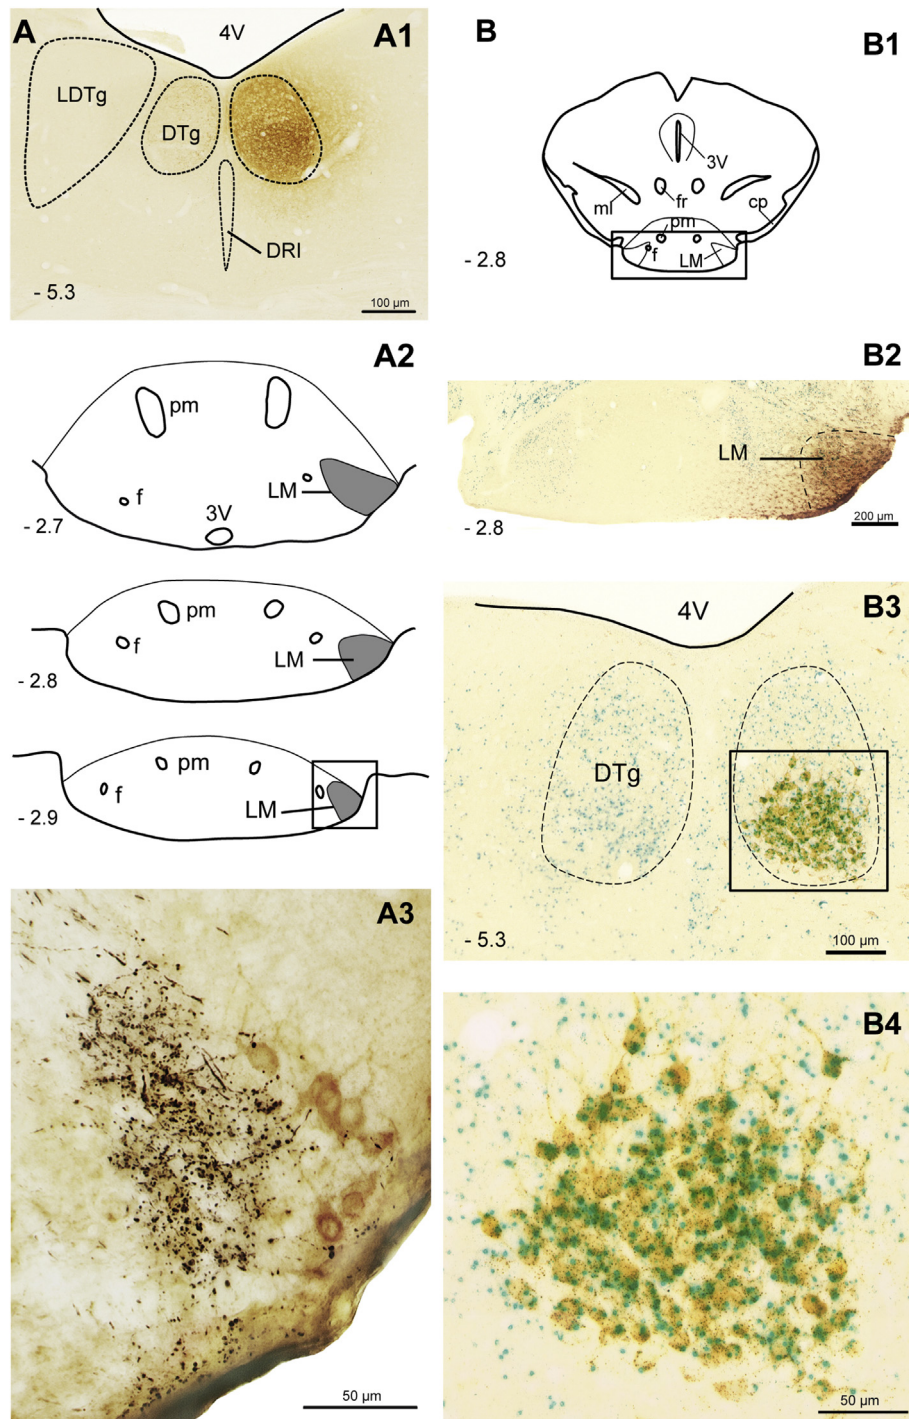 A
4V
A1
LDTg
DTg
DRI
- 5.3
100 µm
B
B1
3V
ml
fr
cp
pm
f
LM
- 2.8
A2
pm
LM
f
3V
- 2.7
pm
f
LM
- 2.8
pm
f
LM
- 2.9
B2
LM
- 2.8
200 µm
4V
B3
DTg
- 5.3
100 µm
A3
50 µm
B4
50 µm